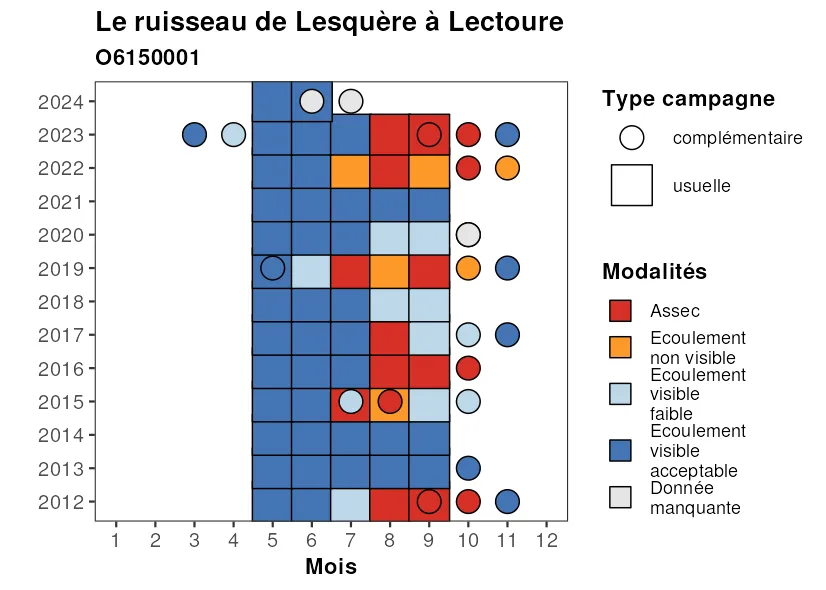 Le ruisseau de Lesquère à Lectoure
O6150001
2024
2023
2022
2021
2020
2019
2018
2017
2016
2015
2014
2013
2012
1 2 3 4 5 6 7 8 9 10 11 12
Mois
Type campagne
complémentaire
usuelle
Modalités
Assec
Ecoulement
non visible
Ecoulement
visible
faible
Ecoulement
visible
acceptable
Donnée
manquante